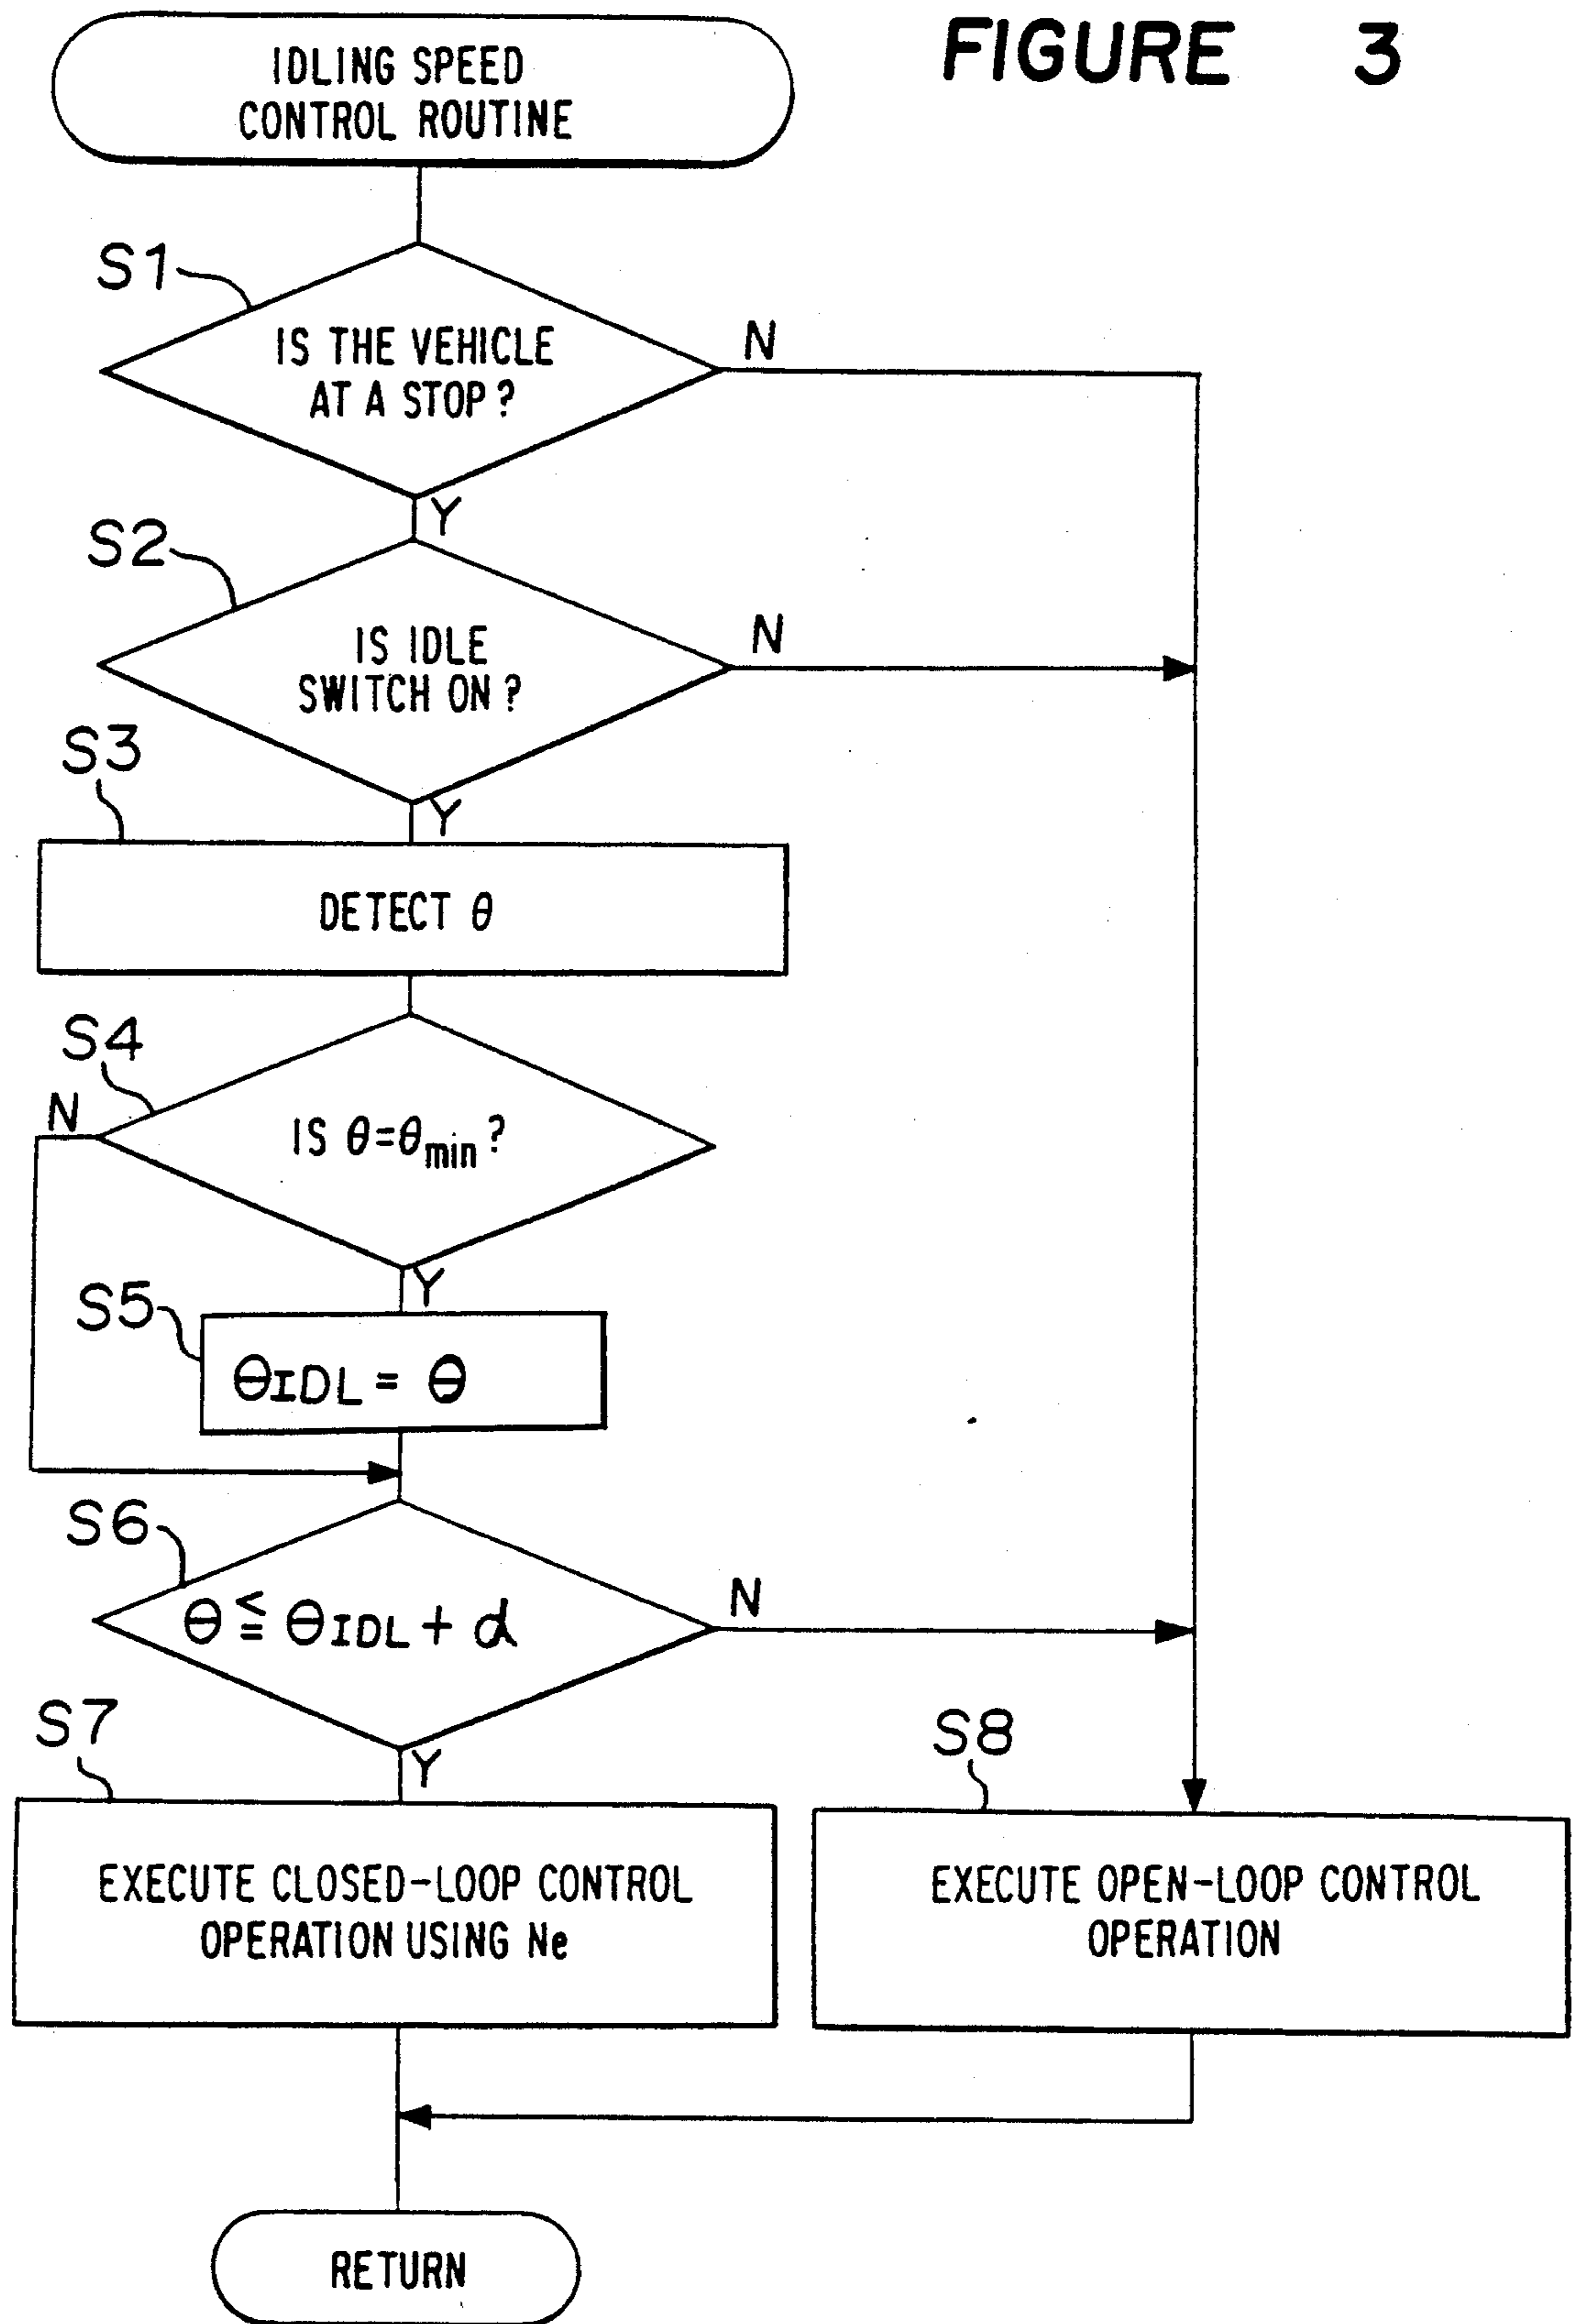 FIGURE 3
IDLING SPEED
CONTROL ROUTINE
S1
IS THE VEHICLE
AT A STOP?
N
Y
S2
IS IDLE
SWITCH ON?
N
Y
S3
DETECT θ
S4
N
IS θ=θmin?
Y
S5
θIDL = θ
S6
θ ≦ θIDL + α
N
Y
S7
EXECUTE CLOSED-LOOP CONTROL
OPERATION USING Ne
S8
EXECUTE OPEN-LOOP CONTROL
OPERATION
RETURN